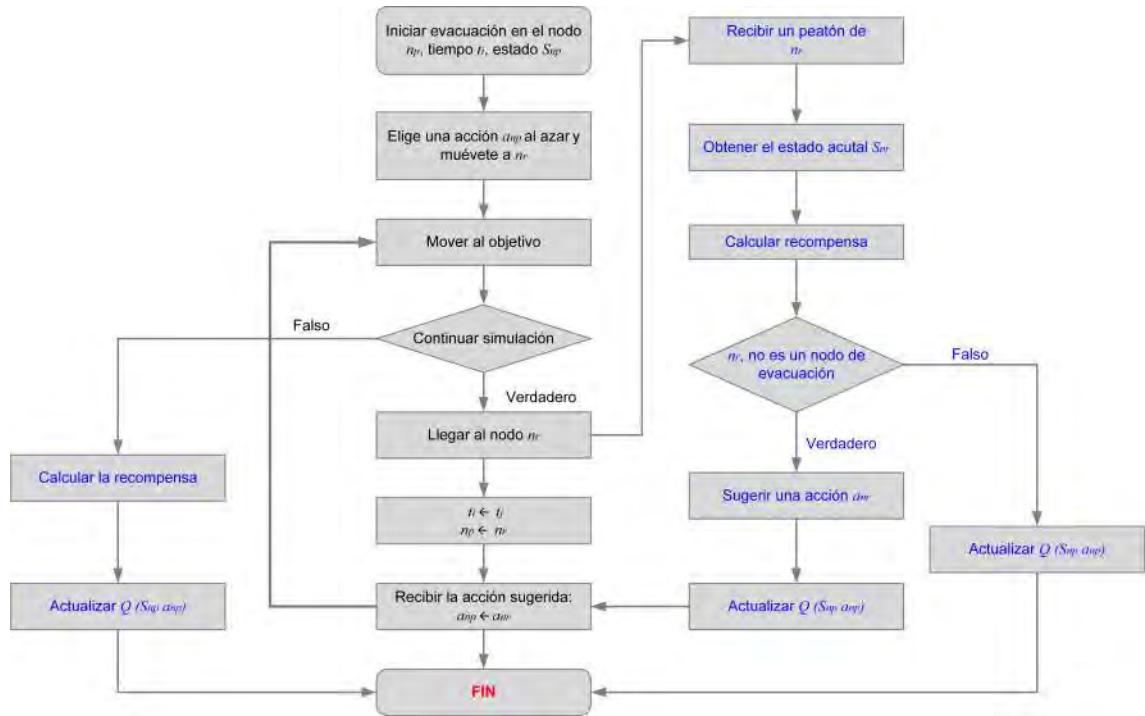 Iniciar evacuación en el nodo
np, tiempo ti, estado Snp
Elige una acción anp al azar y
muévete a nr
Mover al objetivo
Continuar simulación
Falso
Verdadero
Llegar al nodo nr
ti ← tj
np ← nr
Recibir la acción sugerida:
anp ← anr
FIN
Calcular la recompensa
Actualizar Q (Snp anp)
Recibir un peatón de
nr
Obtener el estado acutal Snr
Calcular recompensa
nr, no es un nodo de
evacuación
Falso
Verdadero
Sugerir una acción anr
Actualizar Q (Snp anp)
Actualizar Q (Snp anp)